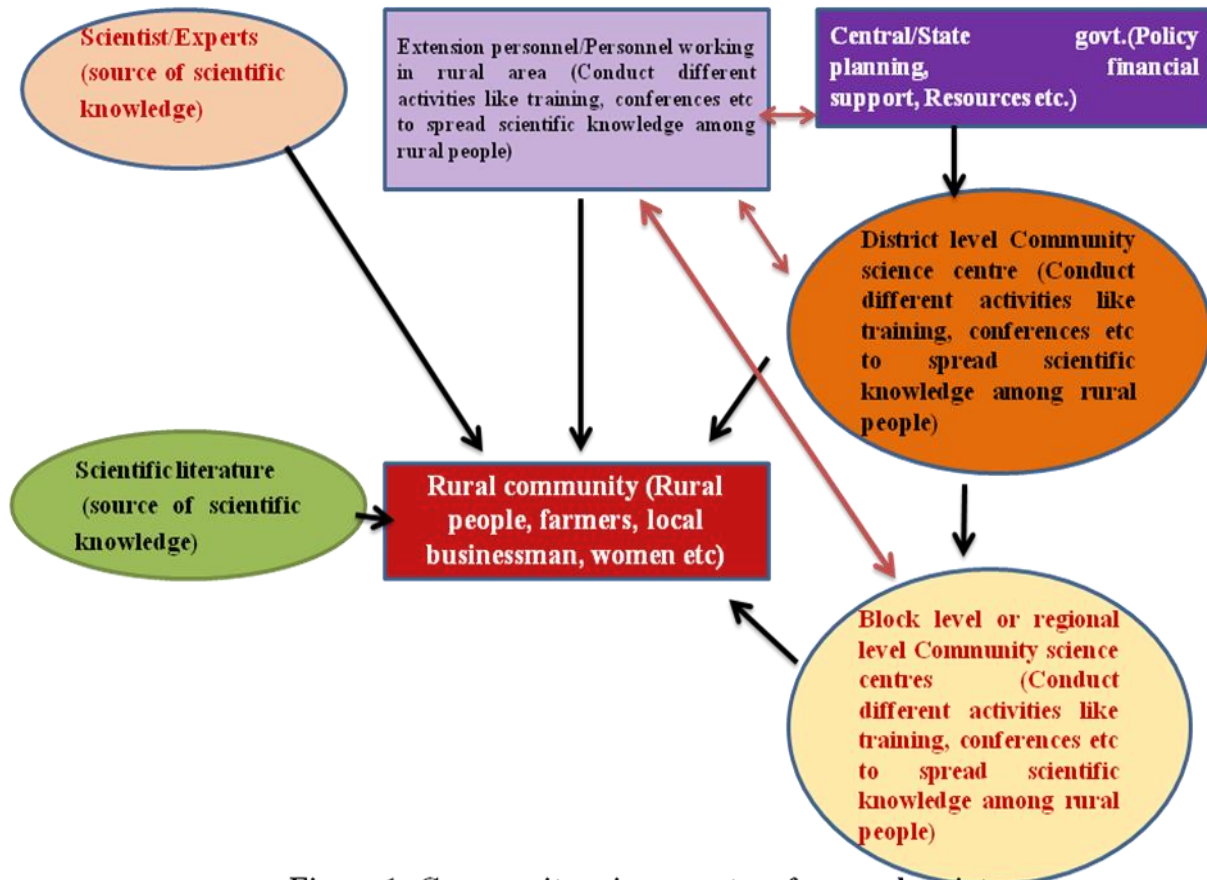 Scientist/Experts
(source of scientific
knowledge)
Extension personnel/Personnel working
in rural area (Conduct different
activities like training, conferences etc
to spread scientific knowledge among
rural people)
Central/State govt.(Policy
planning, financial
support, Resources etc.)
District level Community
science centre (Conduct
different activities like
training, conferences etc
to spread scientific
knowledge among rural
people)
Scientific literature
(source of scientific
knowledge)
Rural community (Rural
people, farmers, local
businessman, women etc)
Block level or regional
level Community science
centres (Conduct
different activities like
training, conferences etc
to spread scientific
knowledge among rural
people)